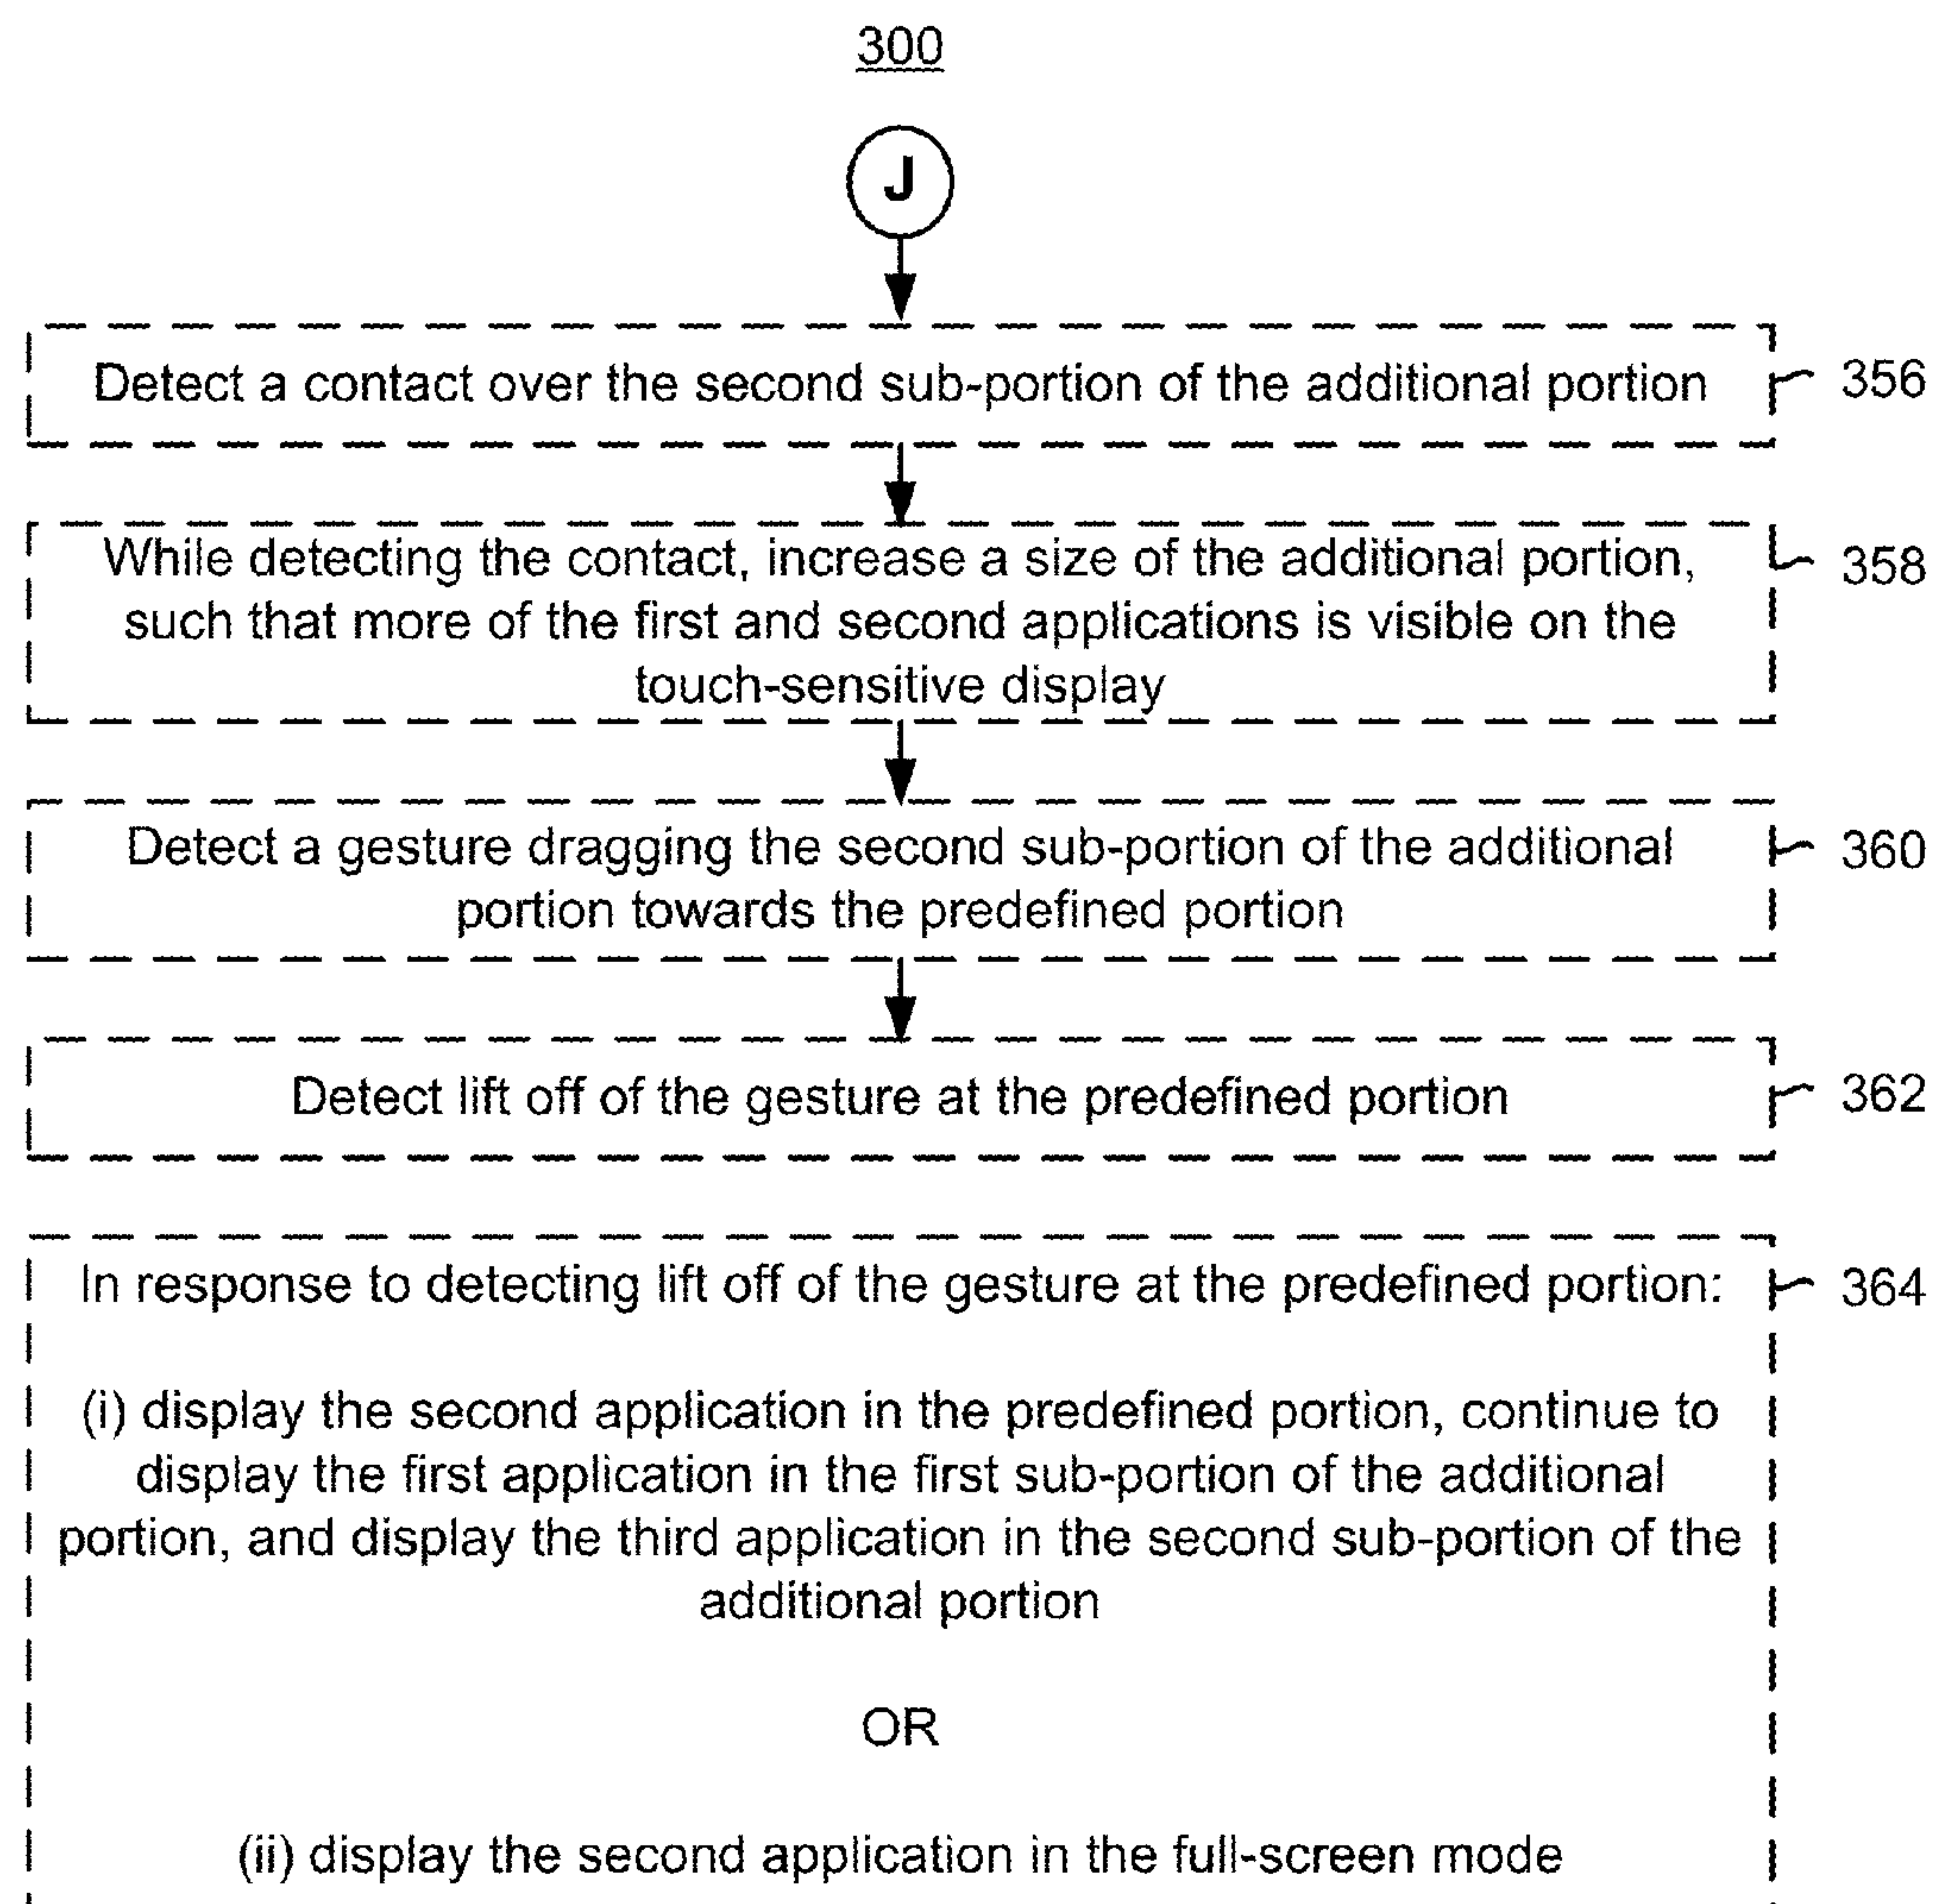 300
J
Detect a contact over the second sub-portion of the additional portion
356
While detecting the contact, increase a size of the additional portion,
358
such that more of the first and second applications is visible on the
touch-sensitive display
Detect a gesture dragging the second sub-portion of the additional
360
portion towards the predefined portion
Detect lift off of the gesture at the predefined portion
362
In response to detecting lift off of the gesture at the predefined portion:
364
(i) display the second application in the predefined portion, continue to
display the first application in the first sub-portion of the additional
portion, and display the third application in the second sub-portion of the
additional portion
OR
(ii) display the second application in the full-screen mode